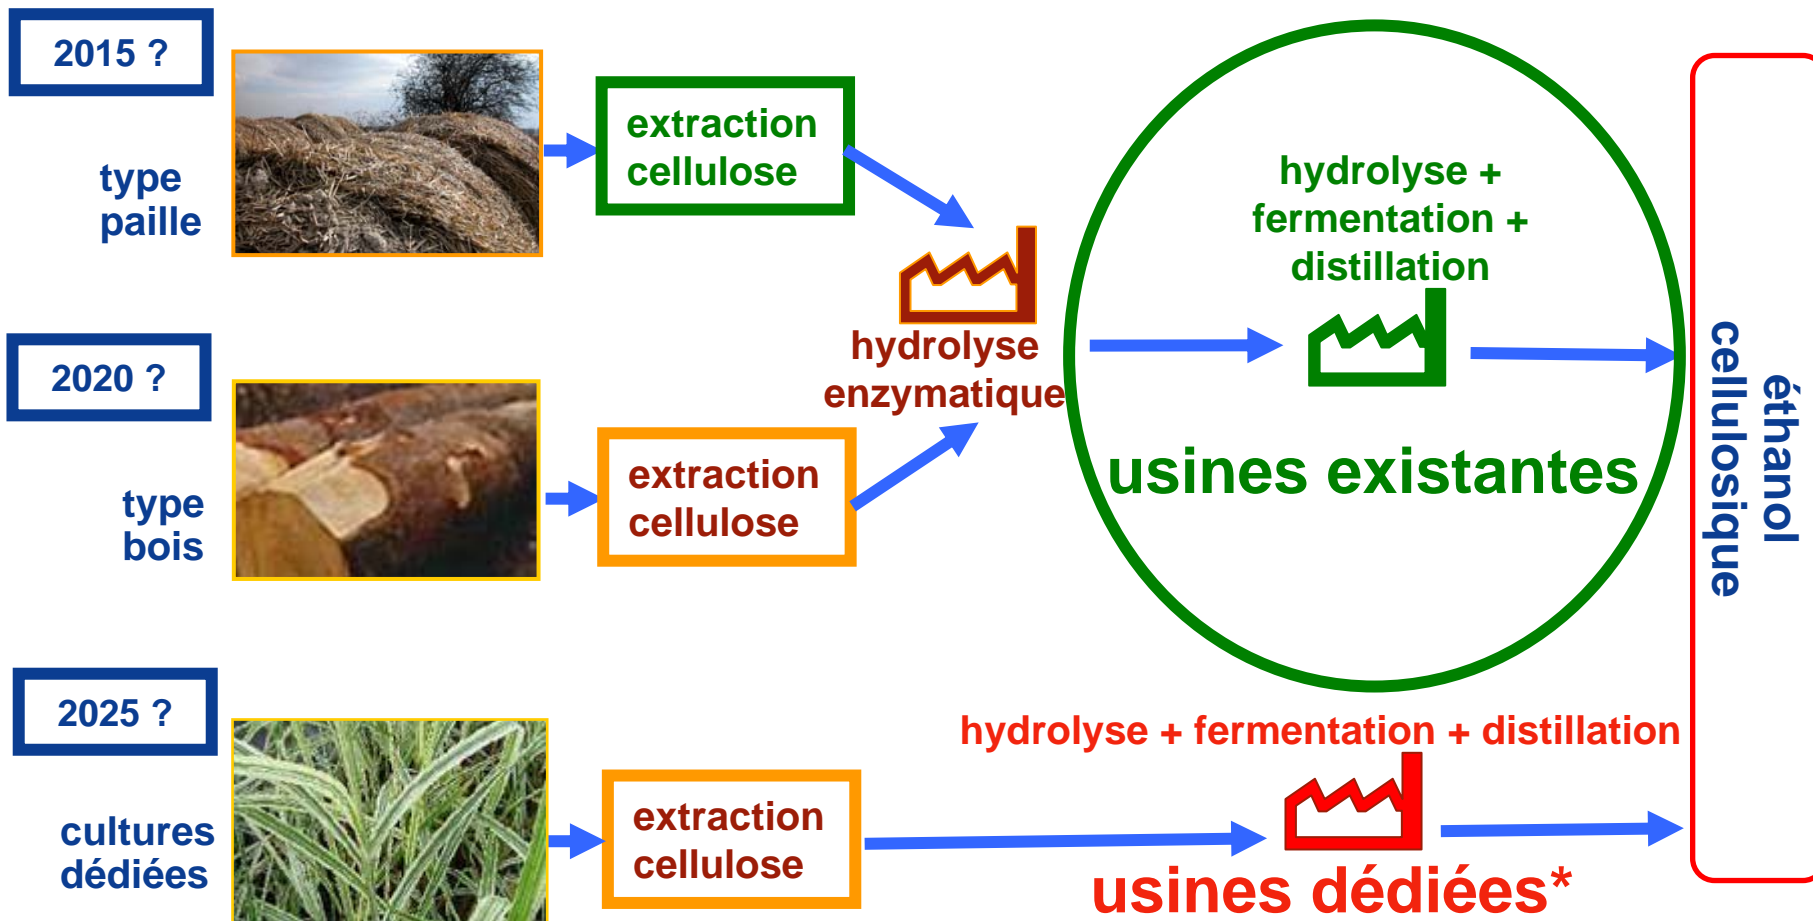 2015 ?
type
paille
extraction
cellulose
hydrolyse +
fermentation +
distillation
hydrolyse
enzymatique
2020 ?
type
bois
extraction
cellulose
usines existantes
éthanol
cellulosique
2025 ?
cultures
dédiées
extraction
cellulose
hydrolyse + fermentation + distillation
usines dédiées*